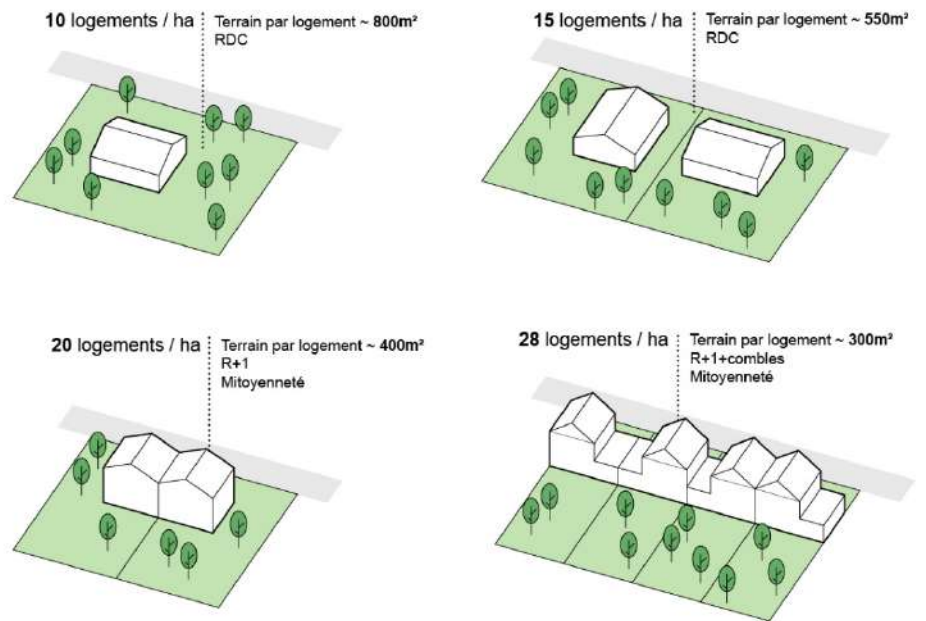 10 logements / ha
Terrain par logement ~ 800m²
RDC
15 logements / ha
Terrain par logement ~ 550m²
RDC
20 logements / ha
Terrain par logement ~ 400m²
R+1
Mitoyenneté
28 logements / ha
Terrain par logement ~ 300m²
R+1+combles
Mitoyenneté